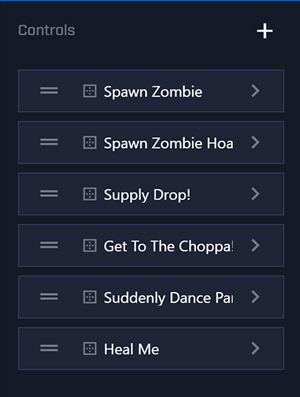 Controls
Spawn Zombie
Spawn Zombie Hoa
Supply Drop!
Get To The Choppa!
Suddenly Dance Par
Heal Me